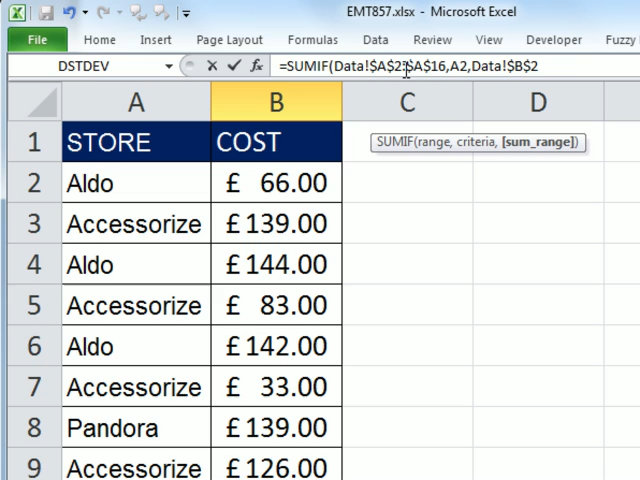 EMT857.xlsx - Microsoft Excel
File Home Insert Page Layout Formulas Data Review View Developer Fuzzy
DSTDEV fx =SUMIF(Data!$A$2:$A$16,A2,Data!$B$2
A B C D
1 STORE COST SUMIF(range, criteria, [sum_range])
2 Aldo £ 66.00
3 Accessorize £ 139.00
4 Aldo £ 144.00
5 Accessorize £ 83.00
6 Aldo £ 142.00
7 Accessorize £ 33.00
8 Pandora £ 139.00
9 Accessorize £ 126.00